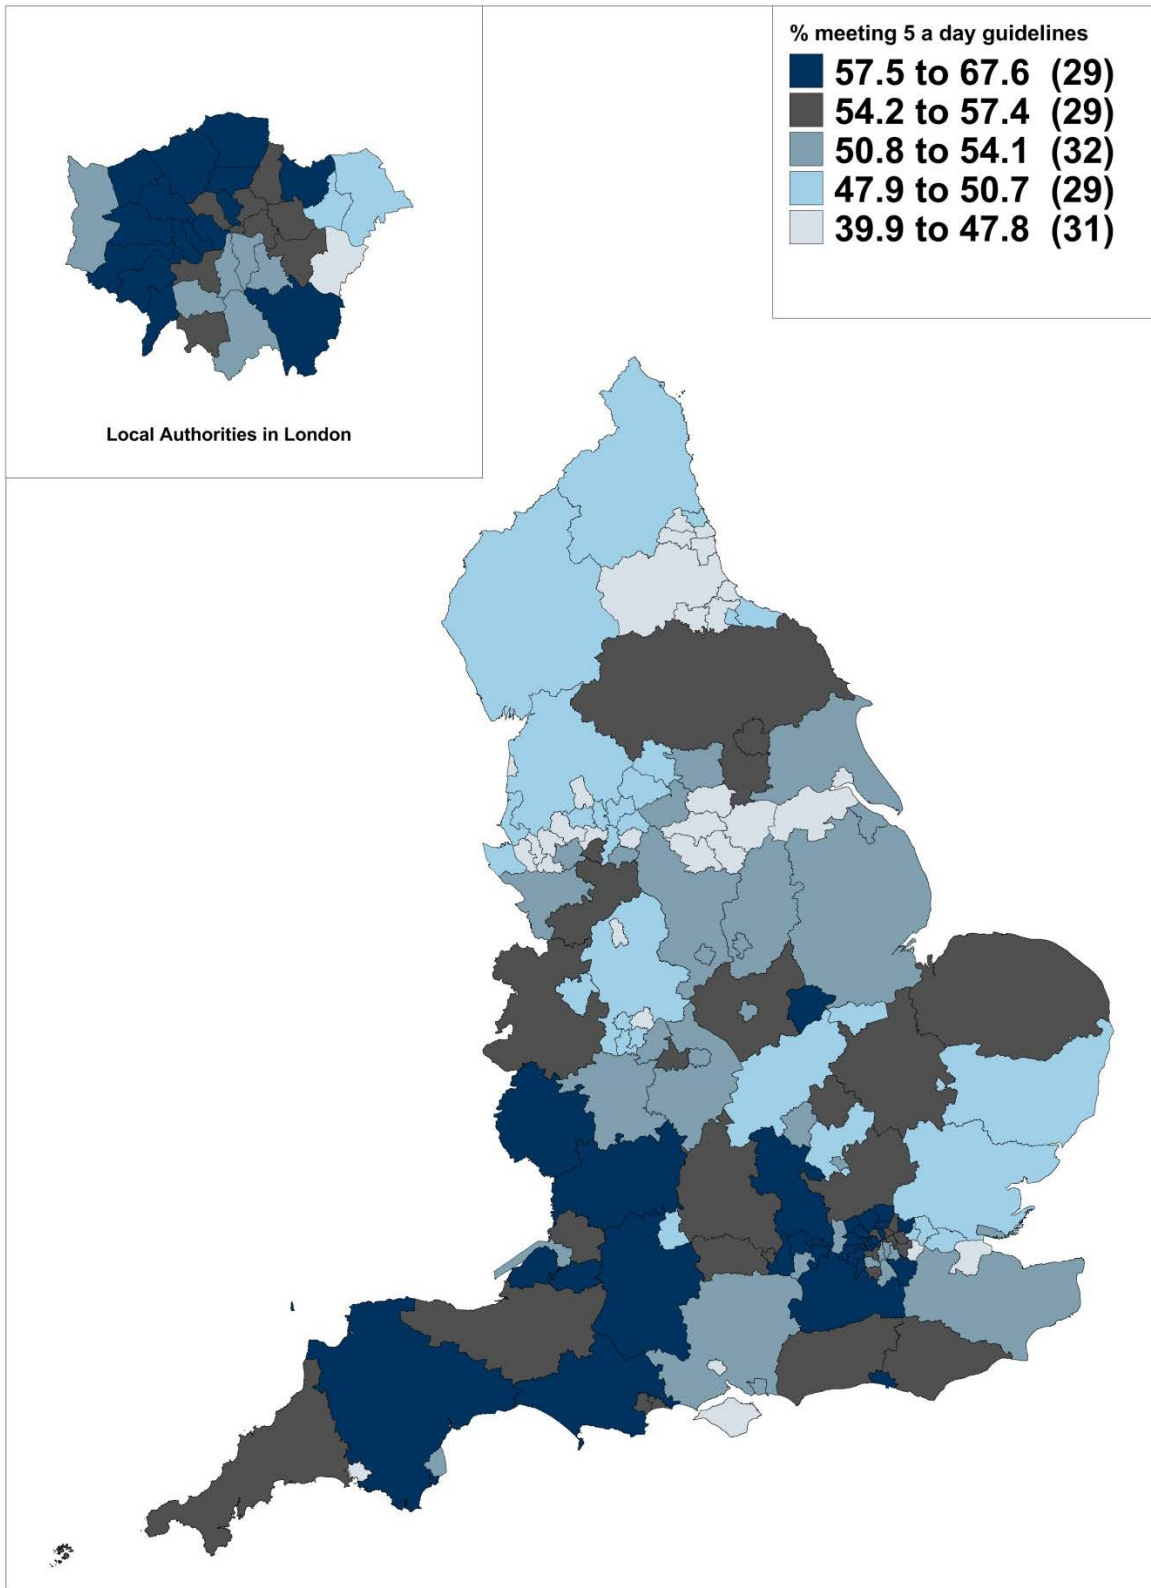 % meeting 5 a day guidelines
57.5 to 67.6 (29)
54.2 to 57.4 (29)
50.8 to 54.1 (32)
47.9 to 50.7 (29)
39.9 to 47.8 (31)
Local Authorities in London